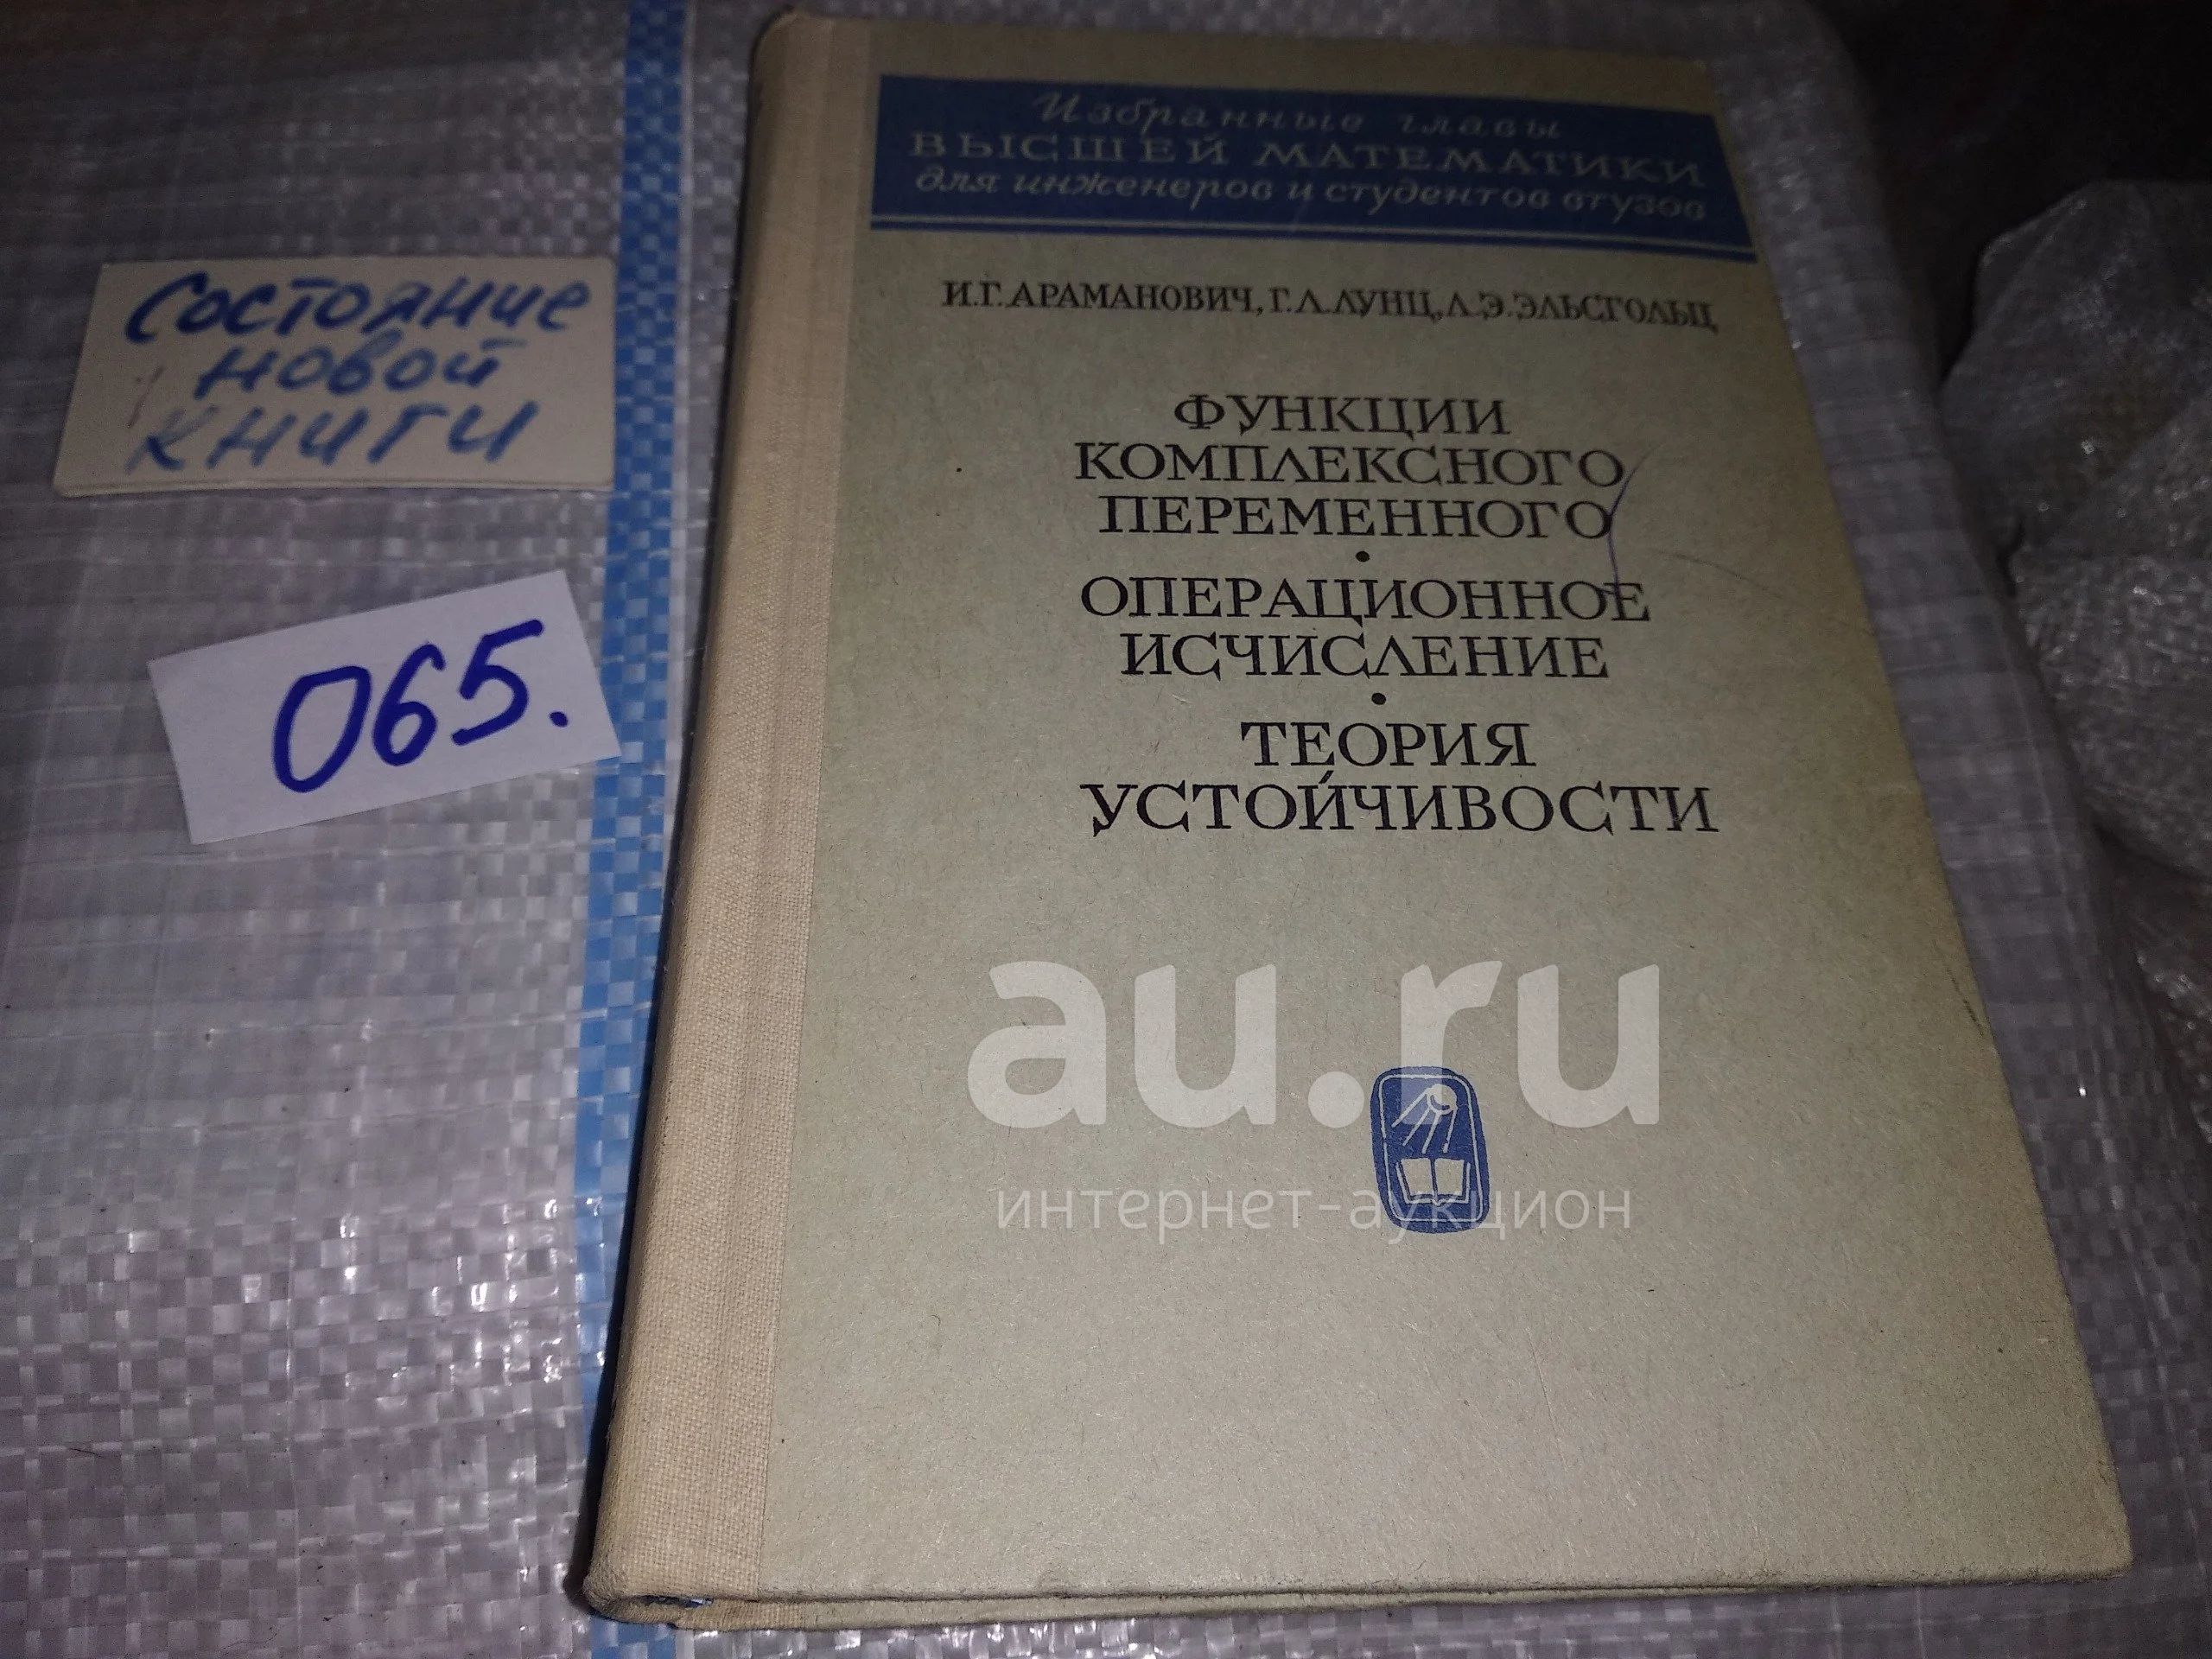 Избранные главы
ВЫСШЕЙ МАТЕМАТИКИ
для инженеров и студентов втузов
И.Г. АРАМАНОВИЧ, Г.Л. ЛУНЦ, Л.Э. ЭЛЬСГОЛЬЦ
ФУНКЦИИ
КОМПЛЕКСНОГО
ПЕРЕМЕННОГО
•
ОПЕРАЦИОННОЕ
ИСЧИСЛЕНИЕ
•
ТЕОРИЯ
УСТОЙЧИВОСТИ
Состояние
новой
книги
065.
au.ru
интернет-аукцион